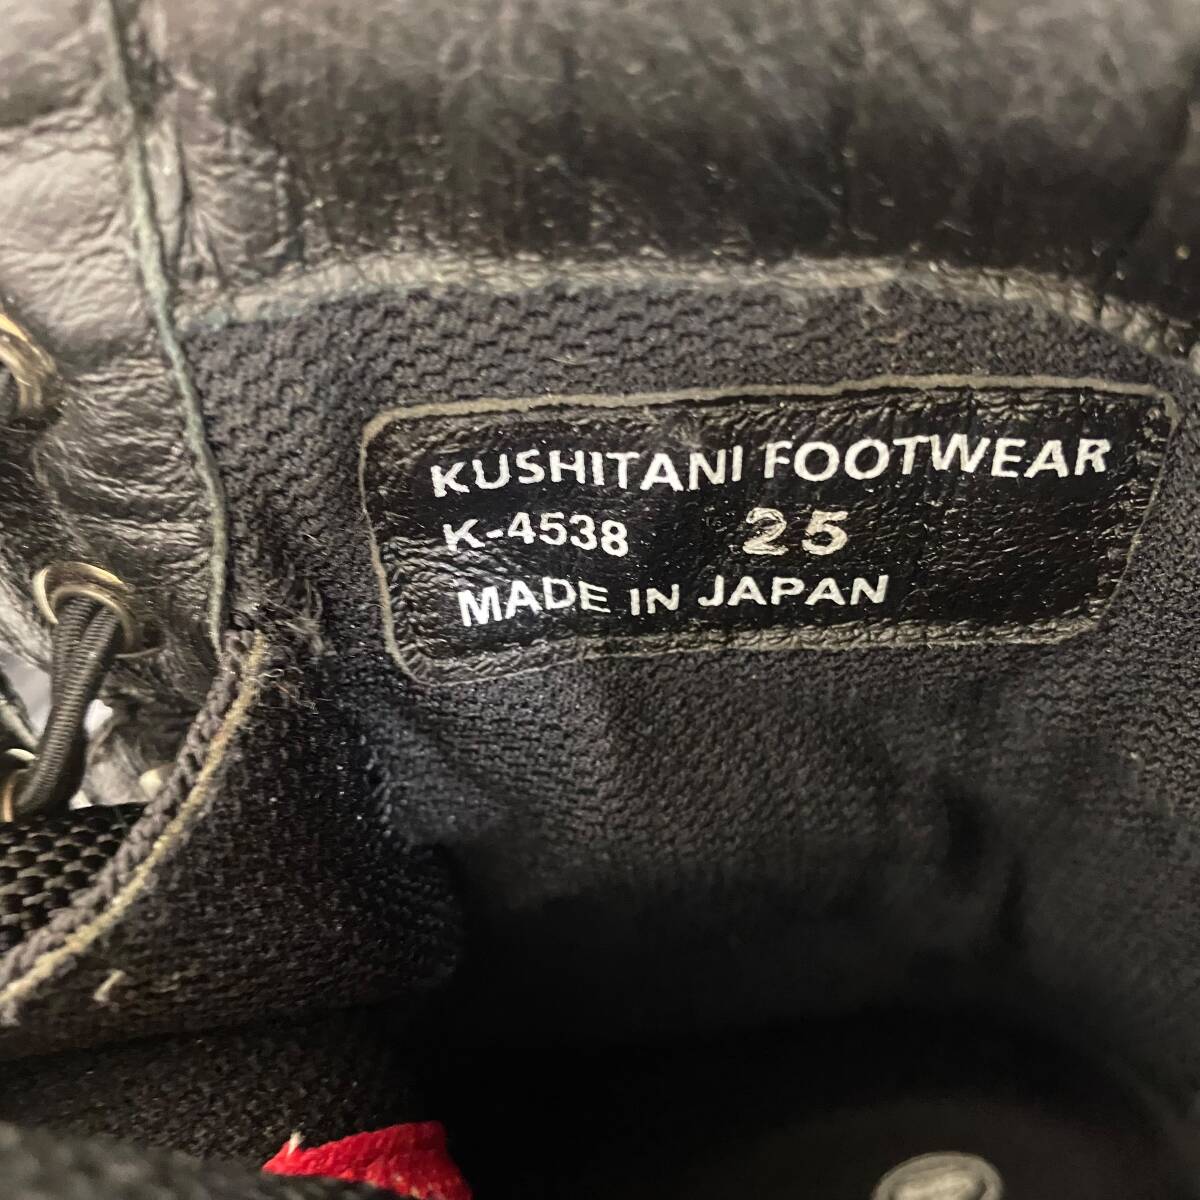 KUSHITANI FOOTWEAR
K-4538 25
MADE IN JAPAN